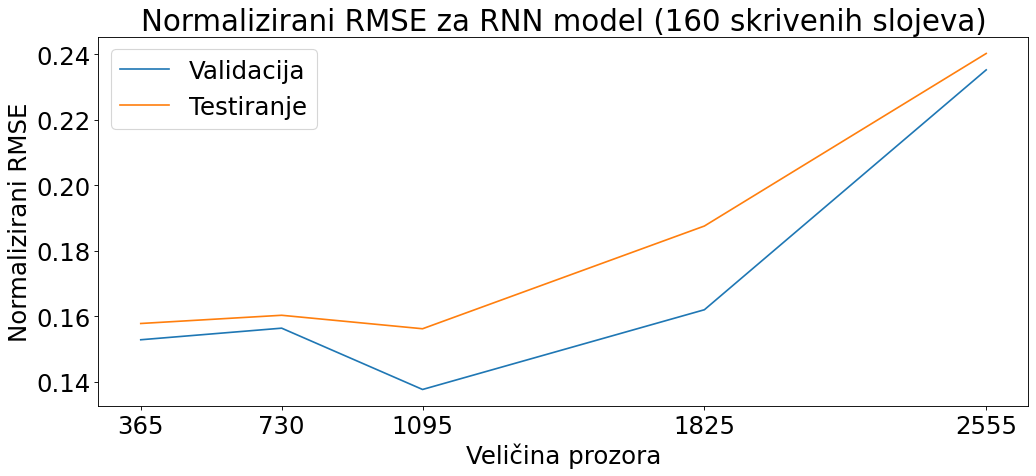 Normalizirani RMSE za RNN model (160 skrivenih slojeva)
Validacija
Testiranje
Normalizirani RMSE
0.24
0.22
0.20
0.18
0.16
0.14
365 730 1095 1825 2555
Veličina prozora